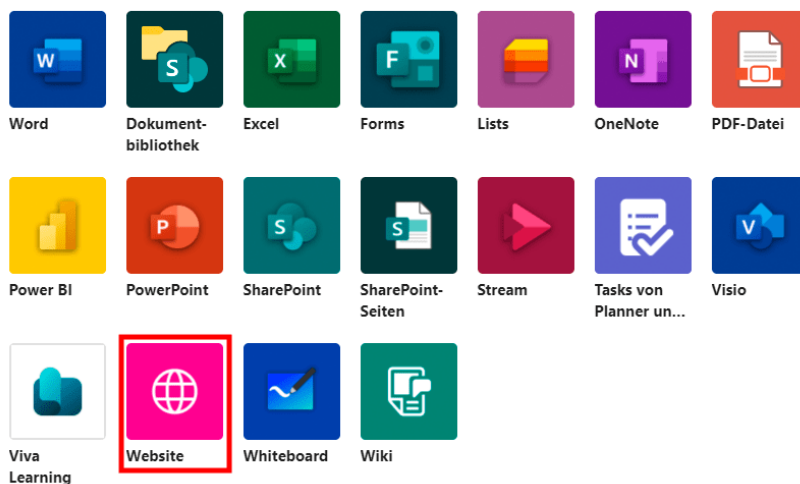 W
S
X
F
N
Word
Dokument-
bibliothek
Excel
Forms
Lists
OneNote
PDF-Datei
P
S
S
V
Power BI
PowerPoint
SharePoint
SharePoint-
Seiten
Stream
Tasks von
Planner un...
Visio
Viva
Learning
Website
Whiteboard
Wiki